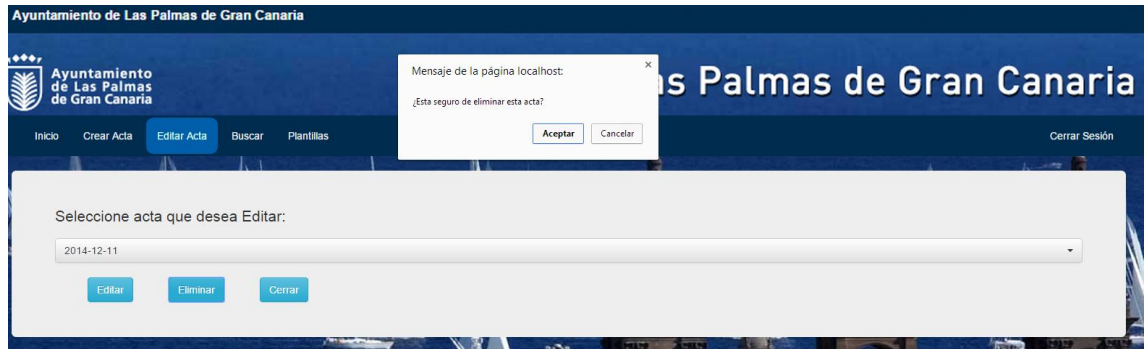 Ayuntamiento de Las Palmas de Gran Canaria
Ayuntamiento
de Las Palmas
de Gran Canaria
as Palmas de Gran Canaria
Mensaje de la página localhost:
¿Esta seguro de eliminar esta acta?
Aceptar Cancelar
Inicio Crear Acta Editar Acta Buscar Plantillas Cerrar Sesión
Seleccione acta que desea Editar:
2014-12-11
Editar Eliminar Cerrar